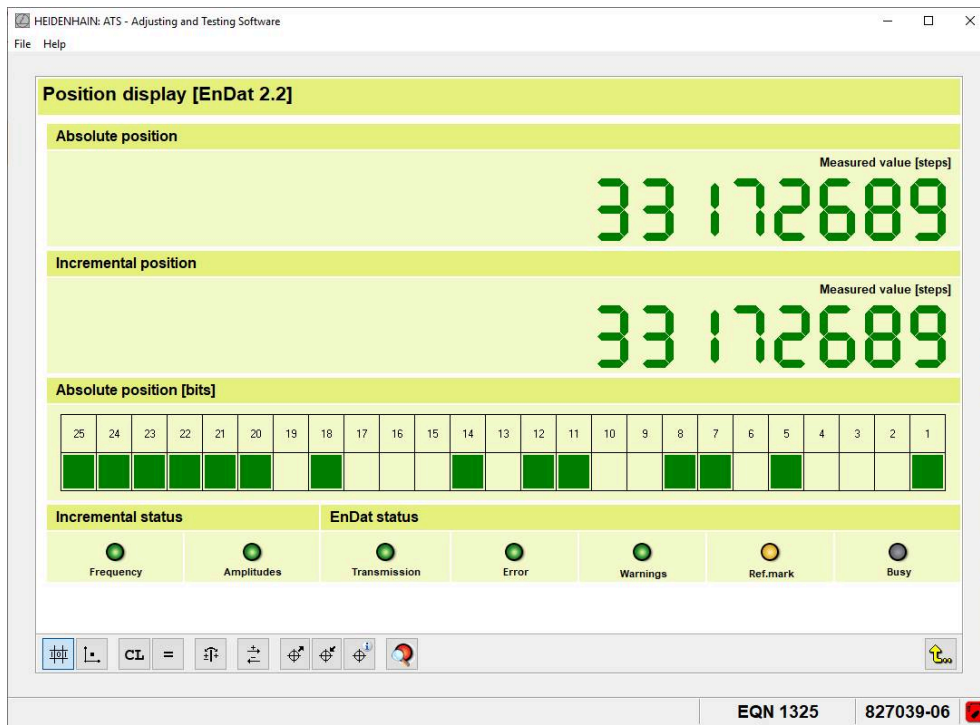 HEIDENHAIN: ATS - Adjusting and Testing Software
File Help
Position display [EnDat 2.2]
Absolute position
Measured value [steps]
33172689
Incremental position
Measured value [steps]
33172689
Absolute position [bits]
25 24 23 22 21 20 19 18 17 16 15 14 13 12 11 10 9 8 7 6 5 4 3 2 1
Incremental status EnDat status
Frequency Amplitudes Transmission Error Warnings Ref.mark Busy
CL =
EQN 1325 827039-06